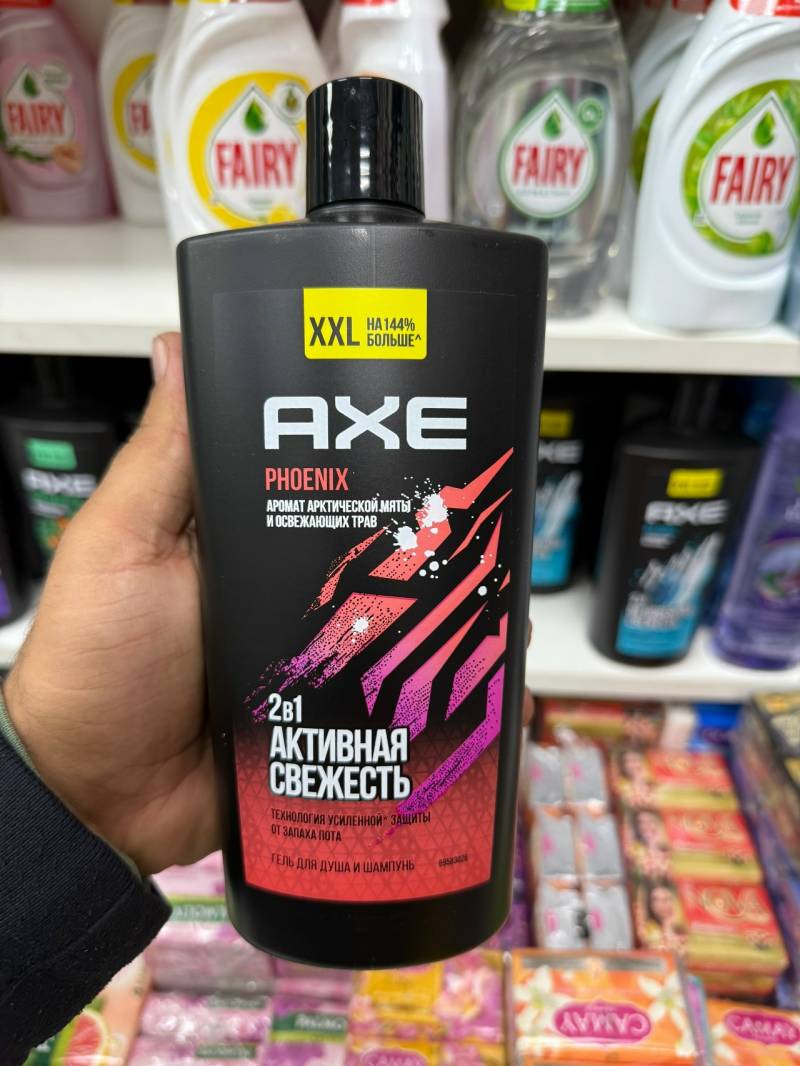 FAIRY
FAIRY
FAIRY
FAIRY
XXL НА 144%
БОЛЬШЕ^
AXE
PHOENIX
АРОМАТ АРКТИЧЕСКОЙ МЯТЫ
И ОСВЕЖАЮЩИХ ТРАВ
2В1
АКТИВНАЯ
СВЕЖЕСТЬ
ТЕХНОЛОГИЯ УСИЛЕННОЙ* ЗАЩИТЫ
ОТ ЗАПАХА ПОТА
ГЕЛЬ ДЛЯ ДУША И ШАМПУНЬ
AXE
AXE
CAMAY
CAMAY